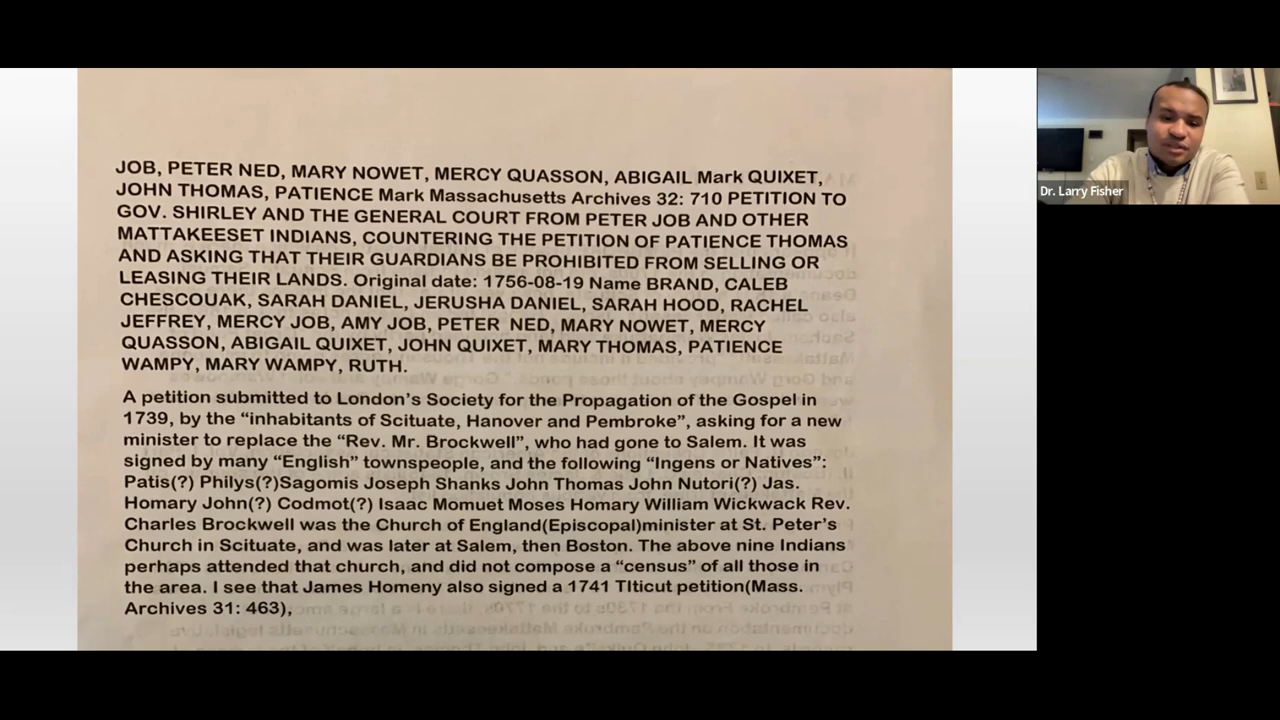 JOB, PETER NED, MARY NOWET, MERCY QUASSON, ABIGAIL Mark QUIXET,
JOHN THOMAS, PATIENCE Mark Massachusetts Archives 32: 710 PETITION TO
GOV. SHIRLEY AND THE GENERAL COURT FROM PETER JOB AND OTHER
MATTAKEESET INDIANS, COUNTERING THE PETITION OF PATIENCE THOMAS
AND ASKING THAT THEIR GUARDIANS BE PROHIBITED FROM SELLING OR
LEASING THEIR LANDS. Original date: 1756-08-19 Name BRAND, CALEB
CHESCOUAK, SARAH DANIEL, JERUSHA DANIEL, SARAH HOOD, RACHEL
JEFFREY, MERCY JOB, AMY JOB, PETER NED, MARY NOWET, MERCY
QUASSON, ABIGAIL QUIXET, JOHN QUIXET, MARY THOMAS, PATIENCE
WAMPY, MARY WAMPY, RUTH.
A petition submitted to London's Society for the Propagation of the Gospel in
1739, by the "inhabitants of Scituate, Hanover and Pembroke", asking for a new
minister to replace the "Rev. Mr. Brockwell", who had gone to Salem. It was
signed by many "English" townspeople, and the following "Ingens or Natives":
Patis(?) Philys(?)Sagomis Joseph Shanks John Thomas John Nutori(?) Jas.
Homary John(?) Codmot(?) Isaac Momuet Moses Homary William Wickwack Rev.
Charles Brockwell was the Church of England(Episcopal)minister at St. Peter's
Church in Scituate, and was later at Salem, then Boston. The above nine Indians
perhaps attended that church, and did not compose a "census" of all those in
the area. I see that James Homeny also signed a 1741 TIticut petition(Mass.
Archives 31: 463),
Dr. Larry Fisher